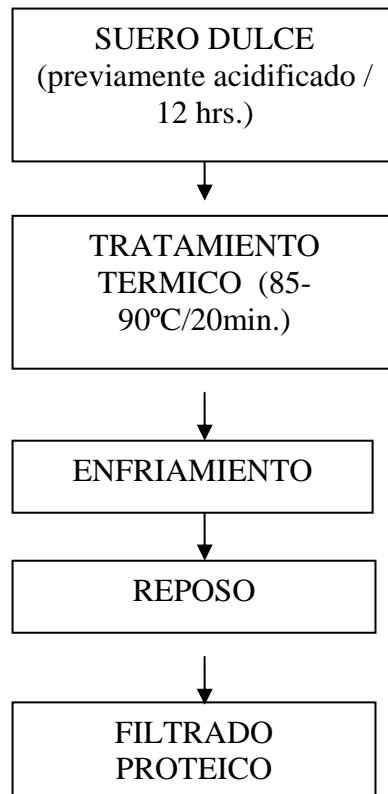 SUERO DULCE
(previamente acidificado /
12 hrs.)
TRATAMIENTO
TERMICO (85-
90ºC/20min.)
ENFRIAMIENTO
REPOSO
FILTRADO
PROTEICO